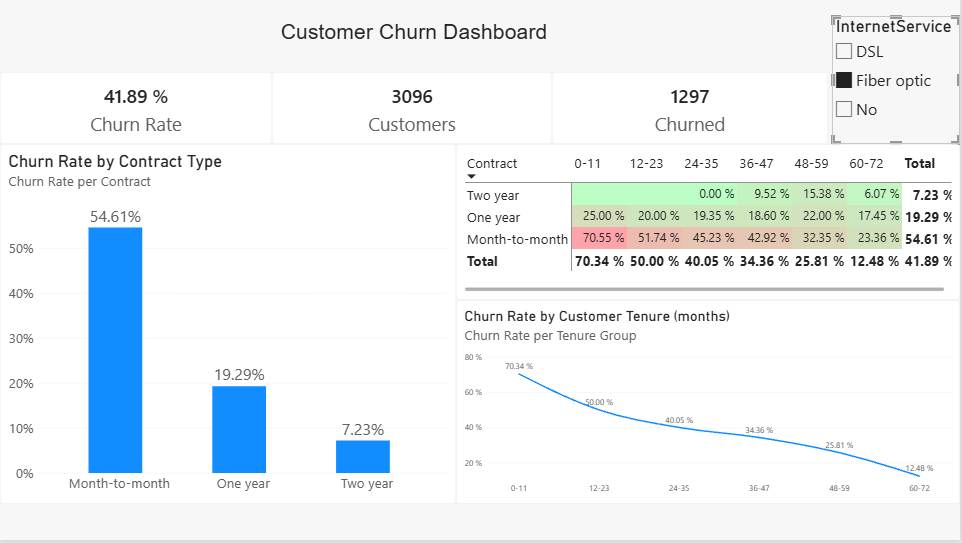 Customer Churn Dashboard
InternetService
DSL
Fiber optic
No
41.89 %
Churn Rate
3096
Customers
1297
Churned
Churn Rate by Contract Type
Churn Rate per Contract
54.61%
19.29%
7.23%
50%
40%
30%
20%
10%
0%
Month-to-month One year Two year
Contract 0-11 12-23 24-35 36-47 48-59 60-72 Total
Two year 0.00 % 9.52 % 15.38 % 6.07 % 7.23 %
One year 25.00 % 20.00 % 19.35 % 18.60 % 22.00 % 17.45 % 19.29 %
Month-to-month 70.55 % 51.74 % 45.23 % 42.92 % 32.35 % 23.36 % 54.61 %
Total 70.34 % 50.00 % 40.05 % 34.36 % 25.81 % 12.48 % 41.89 %
Churn Rate by Customer Tenure (months)
Churn Rate per Tenure Group
80 %
60 %
40 %
20 %
70.34 %
50.00 %
40.05 %
34.36 %
25.81 %
12.48 %
0-11 12-23 24-35 36-47 48-59 60-72